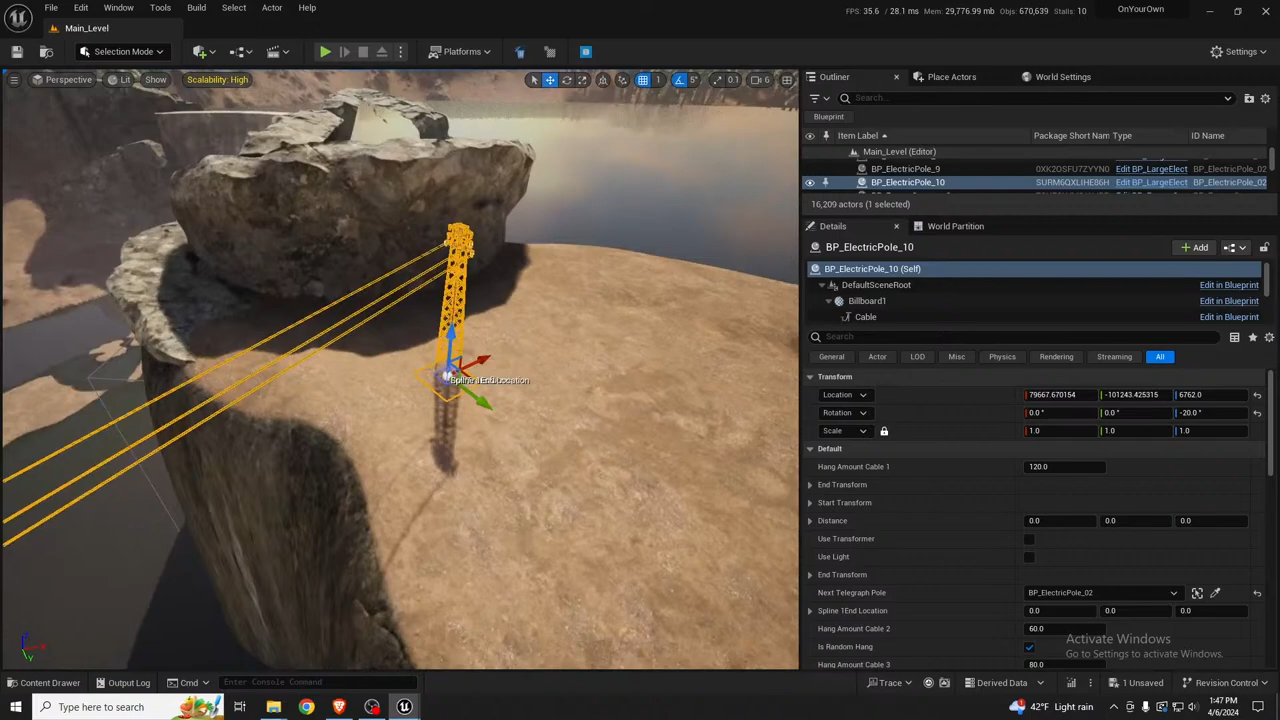 File Edit Window Tools Build Select Actor Help
FPS: 35.6 / 28.1 ms Mem: 29,776.99 mb Objs: 670,639 Stalls: 10
OnYourOwn
Main_Level
Selection Mode
Platforms
Settings
Perspective Lit Show Scalability: High
1 5° 0.1 6
Outliner Place Actors World Settings
Search...
Blueprint
Item Label Package Short Nam Type ID Name
Main_Level (Editor)
BP_ElectricPole_9 0XK2OSFU7ZYYN0 Edit BP_LargeElect BP_ElectricPole_02
BP_ElectricPole_10 SURM6QXLIHE86H Edit BP_LargeElect BP_ElectricPole_02
16,209 actors (1 selected)
Details World Partition
BP_ElectricPole_10 Add
BP_ElectricPole_10 (Self)
DefaultSceneRoot Edit in Blueprint
Billboard1 Edit in Blueprint
Cable Edit in Blueprint
Search
General Actor LOD Misc Physics Rendering Streaming All
Transform
Location 79667.670154 -101243.425315 6762.0
Rotation 0.0 ° 0.0 ° -20.0 °
Scale 1.0 1.0 1.0
Default
Hang Amount Cable 1 120.0
End Transform
Start Transform
Distance 0.0 0.0 0.0
Use Transformer
Use Light
End Transform
Next Telegraph Pole BP_ElectricPole_02
Spline 1End Location 0.0 0.0 0.0
Hang Amount Cable 2 60.0
Is Random Hang
Hang Amount Cable 3 80.0
Activate Windows
Go to Settings to activate Windows.
Content Drawer Output Log Cmd Enter Console Command
Trace Derived Data 1 Unsaved Revision Control
Type here to search
42°F Light rain
1:47 PM
4/6/2024